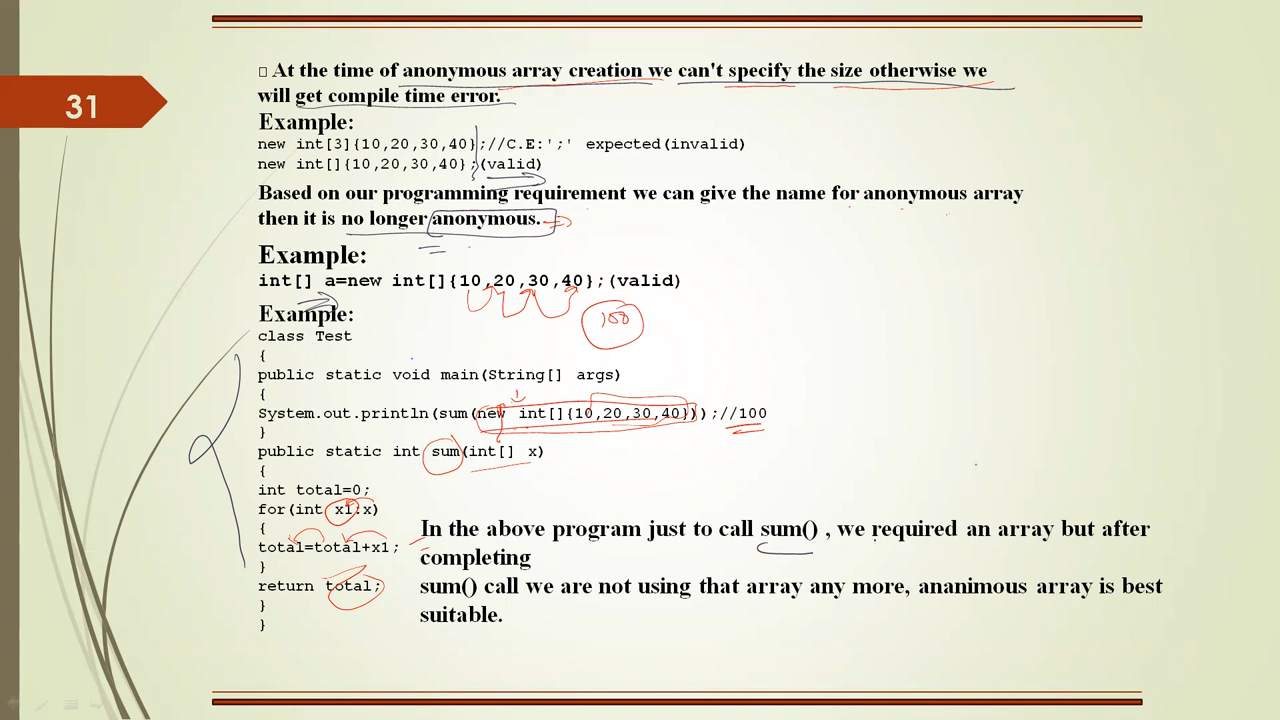 31
At the time of anonymous array creation we can't specify the size otherwise we
will get compile time error.
Example:
new int[3]{10,20,30,40};//C.E:';' expected(invalid)
new int[]{10,20,30,40};(valid)
Based on our programming requirement we can give the name for anonymous array
then it is no longer anonymous.
Example:
int[] a=new int[]{10,20,30,40};(valid)
100
Example:
class Test
{
public static void main(String[] args)
{
System.out.println(sum(new int[]{10,20,30,40}));//100
}
public static int sum(int[] x)
{
int total=0;
for(int x1:x)
{
total=total+x1;
}
return total;
}
}
In the above program just to call sum() , we required an array but after
completing
sum() call we are not using that array any more, ananimous array is best
suitable.